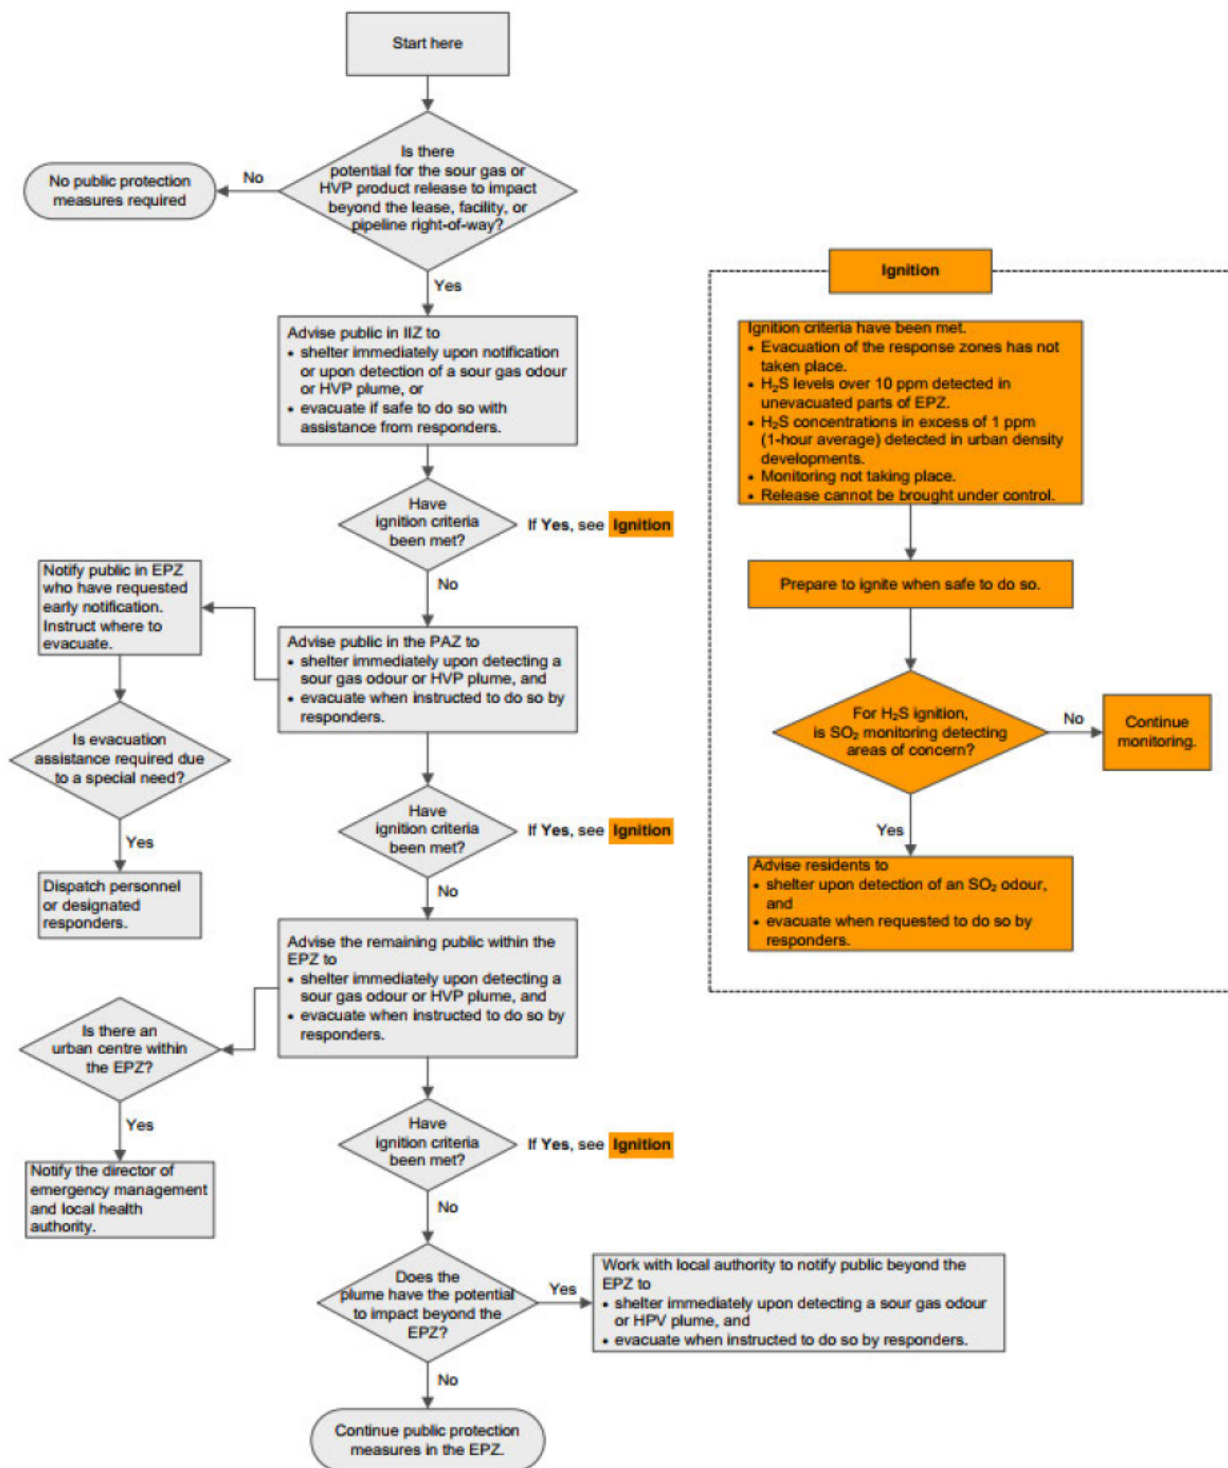 Start here
Is there
potential for the sour gas or
HVP product release to impact
beyond the lease, facility, or
pipeline right-of-way?
No
No public protection
measures required
Yes
Advise public in IIZ to
• shelter immediately upon notification
or upon detection of a sour gas odour
or HVP plume, or
• evacuate if safe to do so with
assistance from responders.
Have
ignition criteria
been met?
If Yes, see Ignition
No
Advise public in the PAZ to
• shelter immediately upon detecting a
sour gas odour or HVP plume, and
• evacuate when instructed to do so by
responders.
Notify public in EPZ
who have requested
early notification.
Instruct where to
evacuate.
Is evacuation
assistance required due
to a special need?
Yes
Dispatch personnel
or designated
responders.
Have
ignition criteria
been met?
If Yes, see Ignition
No
Advise the remaining public within the
EPZ to
• shelter immediately upon detecting a
sour gas odour or HVP plume, and
• evacuate when instructed to do so by
responders.
Is there an
urban centre within
the EPZ?
Yes
Notify the director of
emergency management
and local health
authority.
Have
ignition criteria
been met?
If Yes, see Ignition
No
Does the
plume have the potential
to impact beyond the
EPZ?
Yes
Work with local authority to notify public beyond the
EPZ to
• shelter immediately upon detecting a sour gas odour
or HPV plume, and
• evacuate when instructed to do so by responders.
No
Continue public protection
measures in the EPZ.
Ignition
Ignition criteria have been met.
• Evacuation of the response zones has not
taken place.
• H₂S levels over 10 ppm detected in
unevacuated parts of EPZ.
• H₂S concentrations in excess of 1 ppm
(1-hour average) detected in urban density
developments.
• Monitoring not taking place.
• Release cannot be brought under control.
Prepare to ignite when safe to do so.
For H₂S ignition,
is SO₂ monitoring detecting
areas of concern?
No
Continue
monitoring.
Yes
Advise residents to
• shelter upon detection of an SO₂ odour,
and
• evacuate when requested to do so by
responders.